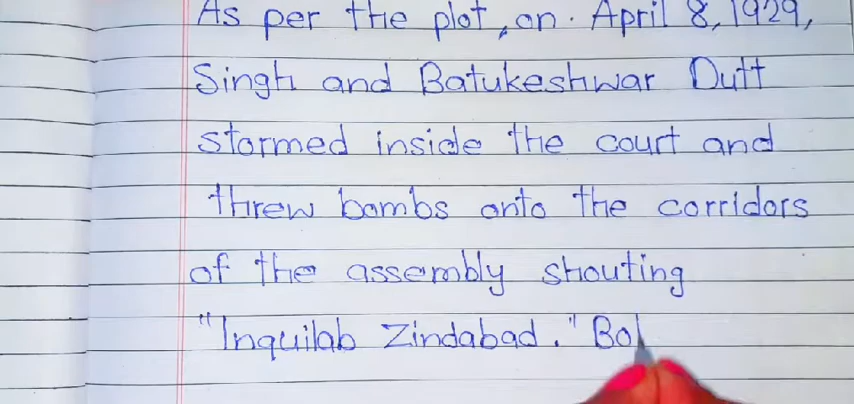 As per the plot, on. April 8, 1929,
Singh and Batukeshwar Dutt
stormed inside the court and
threw bombs onto the corridors
of the assembly shouting
"Inquilab Zindabad." Bo